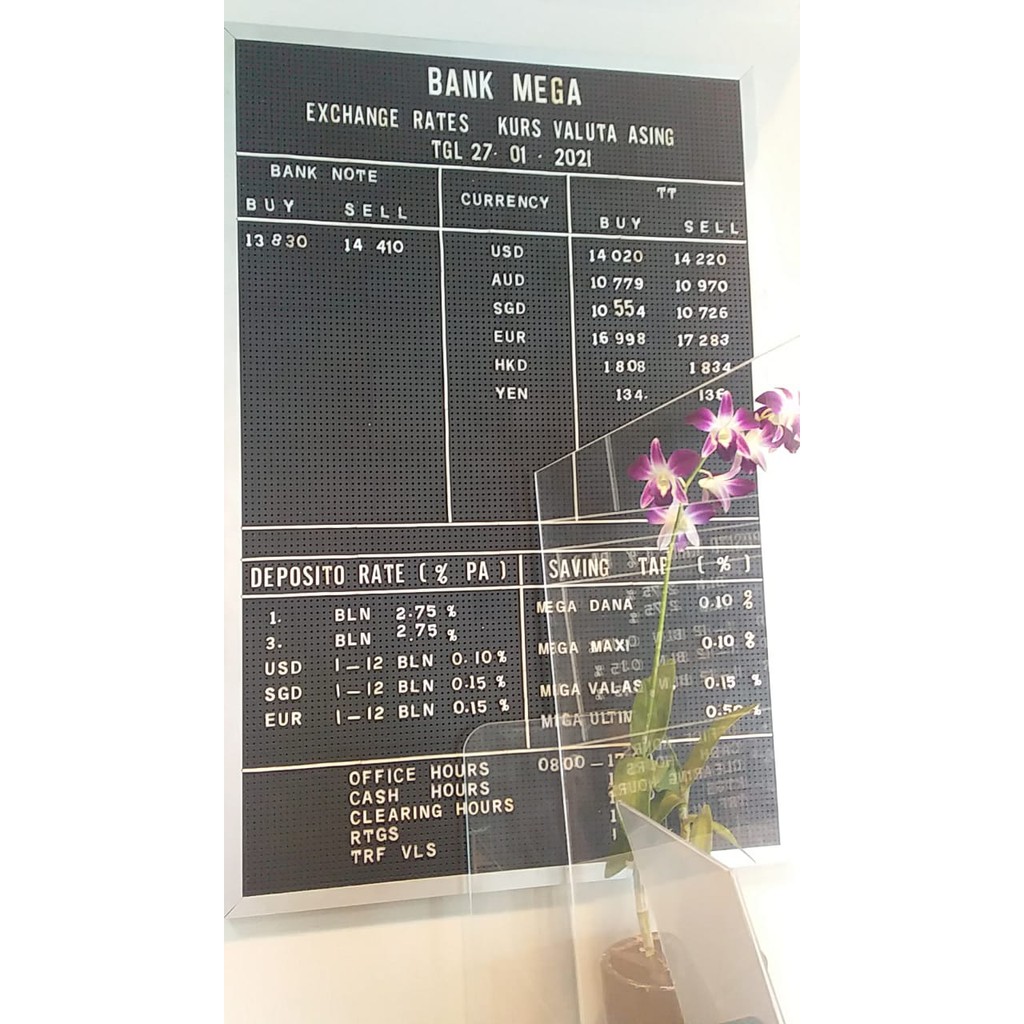 BANK MEGA
EXCHANGE RATES KURS VALUTA ASING
TGL 27· 01 · 2021
BANK NOTE CURRENCY TT
BUY SELL BUY SELL
13 830 14 410 USD 14 020 14 220
AUD 10 779 10 970
SGD 10 554 10 726
EUR 16 998 17 283
HKD 1 808 1 834
YEN 134.
DEPOSITO RATE ( % PA ) SAVING ( % )
1. BLN 2.75 % MEGA DANA 0.10 %
3. BLN 2.75 % MEGA MAXI 0.10 %
USD 1 – 12 BLN 0.10 % MIGA VALAS 0.15 %
SGD 1 – 12 BLN 0.15 % MIGA %
EUR 1 – 12 BLN 0.15 %
OFFICE HOURS 0800 –
CASH HOURS
CLEARING HOURS
RTGS
TRF VLS